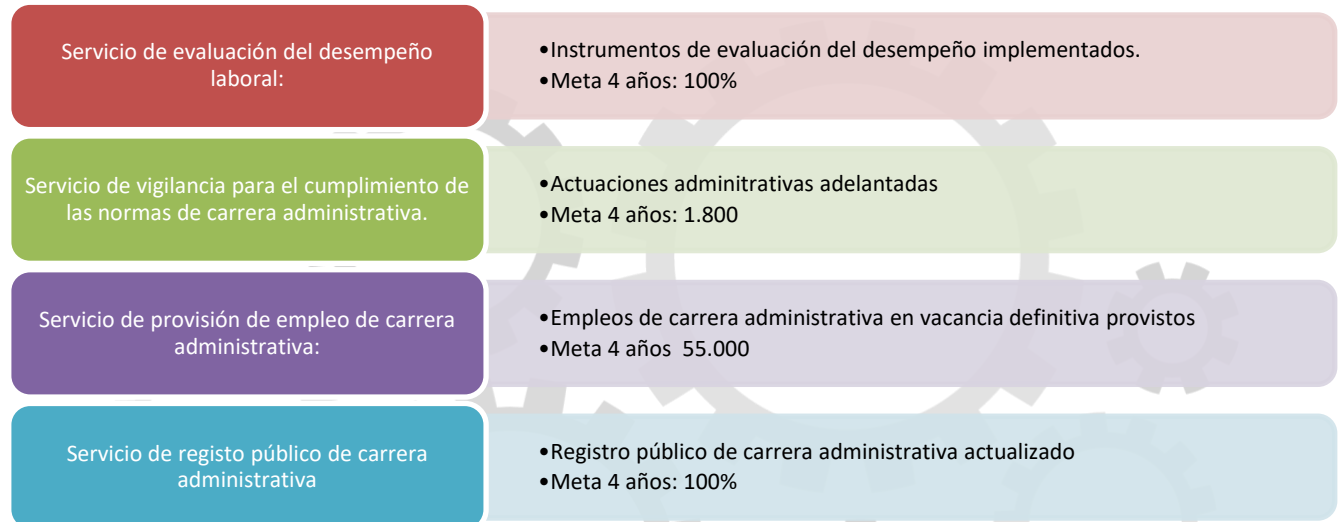 Servicio de evaluación del desempeño
laboral:
•Instrumentos de evaluación del desempeño implementados.
•Meta 4 años: 100%
Servicio de vigilancia para el cumplimiento de
las normas de carrera administrativa.
•Actuaciones adminitrativas adelantadas
•Meta 4 años: 1.800
Servicio de provisión de empleo de carrera
administrativa:
•Empleos de carrera administrativa en vacancia definitiva provistos
•Meta 4 años  55.000
Servicio de registo público de carrera
administrativa
•Registro público de carrera administrativa actualizado
•Meta 4 años: 100%